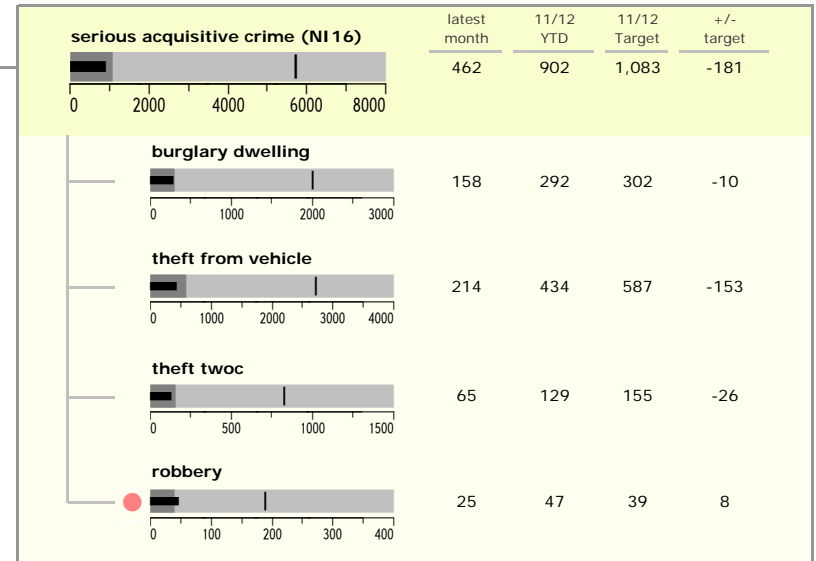 latest 11/12 11/12 +/-
serious acquisitive crime (NI16) month YTD Target target
462 902 1,083 -181
0 2000 4000 6000 8000
burglary dwelling
158 292 302 -10
0 1000 2000 3000
theft from vehicle
214 434 587 -153
0 1000 2000 3000 4000
theft twoc
65 129 155 -26
0 500 1000 1500
robbery
25 47 39 8
0 100 200 300 400